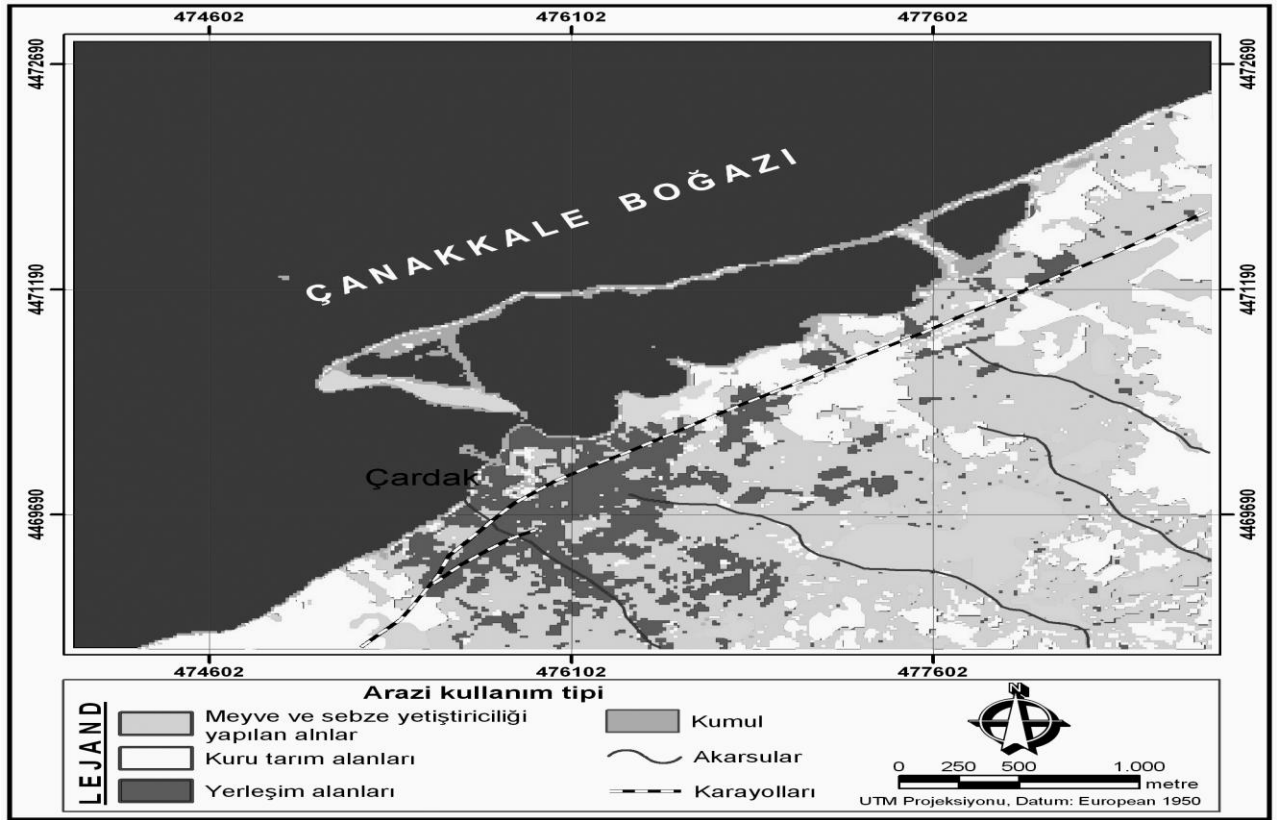 474602 476102 477602
4472690 4472690
ÇANAKKALE BOĞAZI
4471190 4471190
Çardak
4469690 4469690
474602 476102 477602
LEJAND
Arazi kullanım tipi
Meyve ve sebze yetiştiriciliği
yapılan alnlar
Kuru tarım alanları
Yerleşim alanları
Kumul
Akarsular
Karayolları
N
0 250 500 1.000
metre
UTM Projeksiyonu, Datum: European 1950